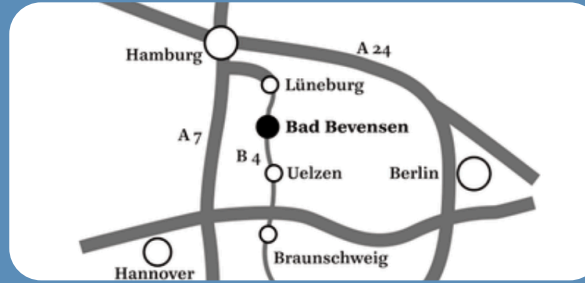 A 24
Hamburg
Lüneburg
Bad Bevensen
A 7
B 4
Uelzen
Berlin
Braunschweig
Hannover